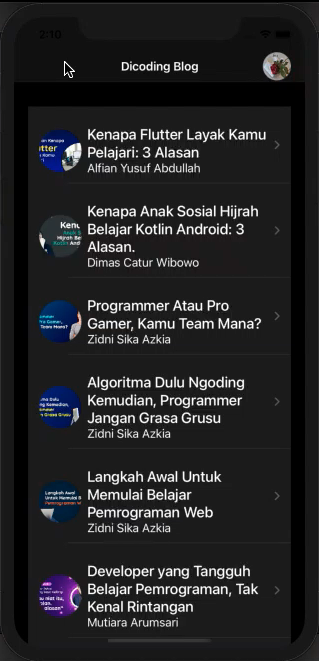 2:10
Dicoding Blog
Kenapa Flutter Layak Kamu
Pelajari: 3 Alasan
Alfian Yusuf Abdullah
Kenapa Anak Sosial Hijrah
Belajar Kotlin Android: 3
Alasan.
Dimas Catur Wibowo
Programmer Atau Pro
Gamer, Kamu Team Mana?
Zidni Sika Azkia
Algoritma Dulu Ngoding
Kemudian, Programmer
Jangan Grasa Grusu
Zidni Sika Azkia
Langkah Awal Untuk
Memulai Belajar
Pemrograman Web
Zidni Sika Azkia
Developer yang Tangguh
Belajar Pemrograman, Tak
Kenal Rintangan
Mutiara Arumsari